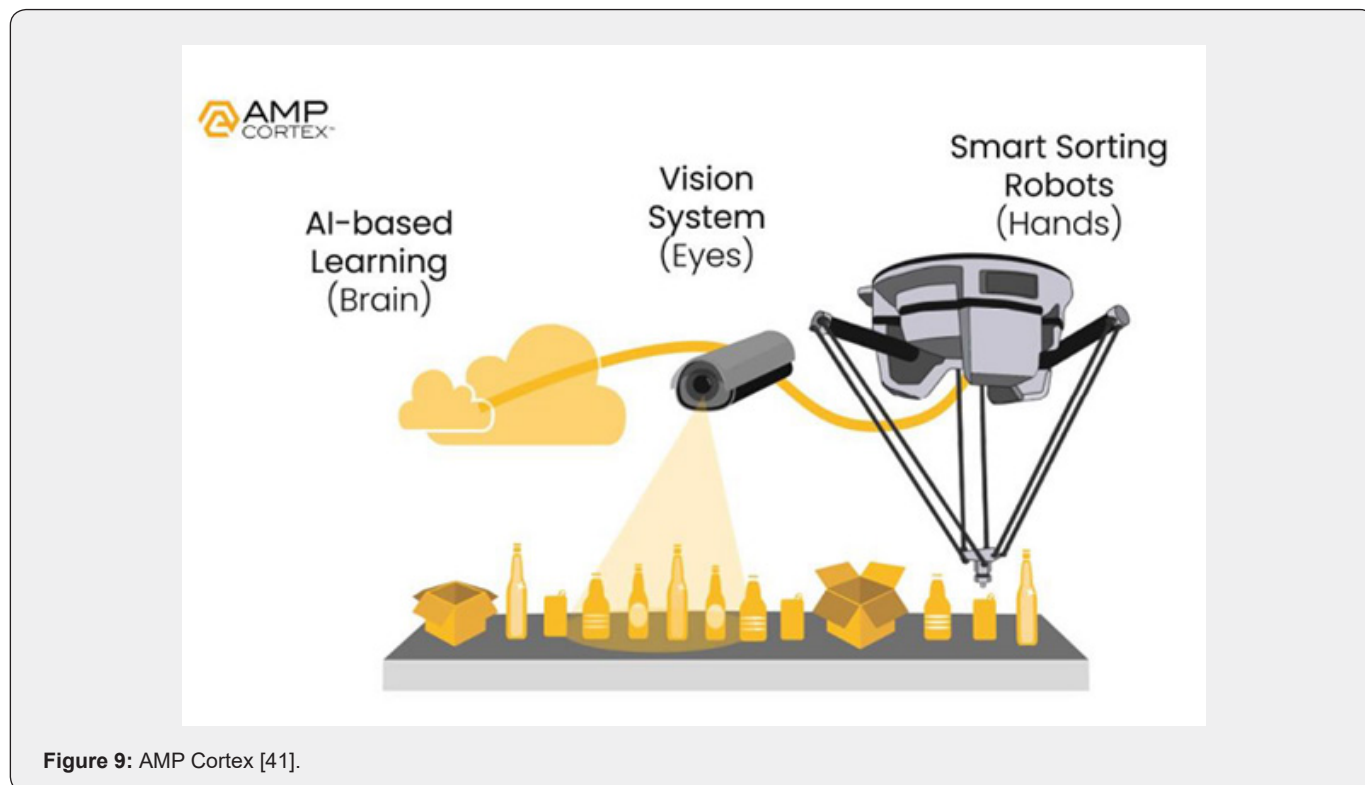 AMP
CORTEX™
AI-based
Learning
(Brain)
Vision
System
(Eyes)
Smart Sorting
Robots
(Hands)
Figure 9: AMP Cortex [41].